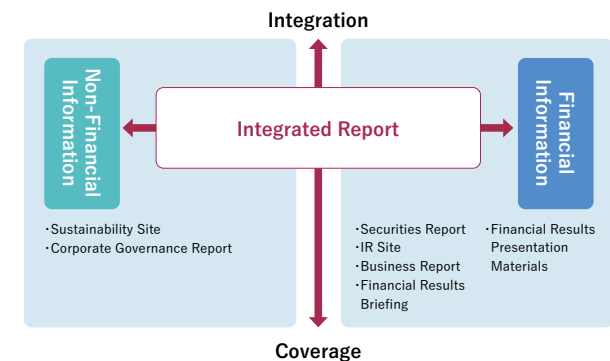 Integration
Non-Financial
Information
Integrated Report
Financial
Information
・Sustainability Site
・Corporate Governance Report
・Securities Report
・IR Site
・Business Report
・Financial Results
Briefing
・Financial Results
Presentation
Materials
Coverage